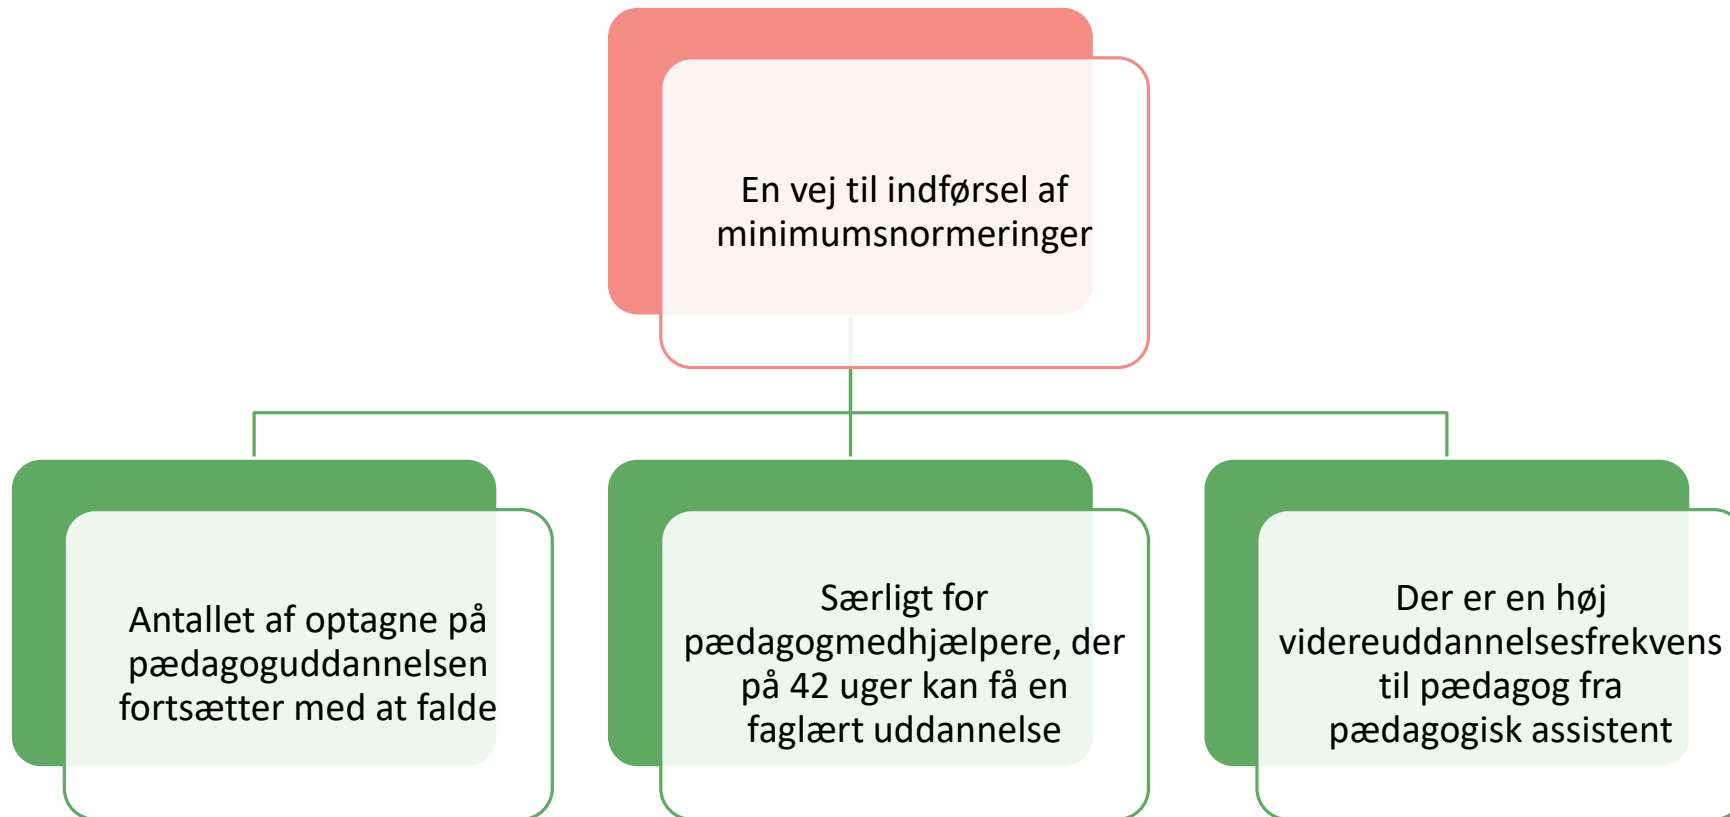 En vej til indførsel af
minimumsnormeringer
Antallet af optagne på
pædagoguddannelsen
fortsætter med at falde
Særligt for
pædagogmedhjælpere, der
på 42 uger kan få en
faglært uddannelse
Der er en høj
videreuddannelsesfrekvens
til pædagog fra
pædagogisk assistent